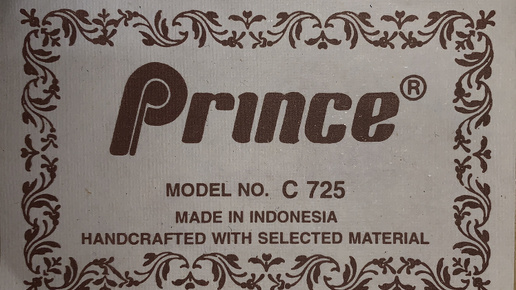 Prince®
MODEL NO. C 725
MADE IN INDONESIA
HANDCRAFTED WITH SELECTED MATERIAL